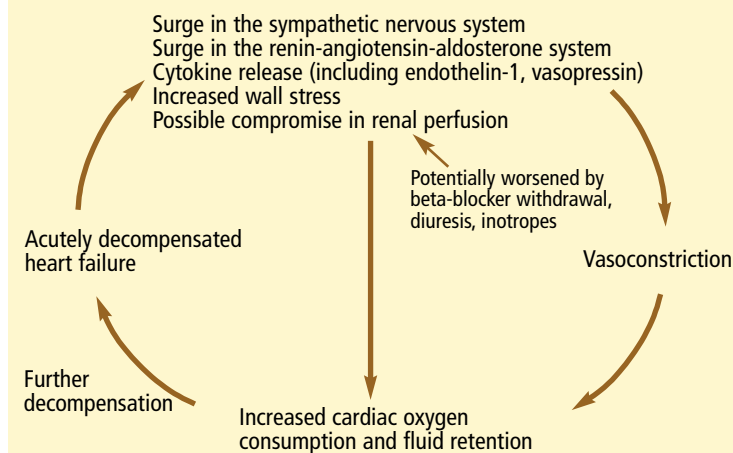 Surge in the sympathetic nervous system
Surge in the renin-angiotensin-aldosterone system
Cytokine release (including endothelin-1, vasopressin)
Increased wall stress
Possible compromise in renal perfusion
Potentially worsened by
beta-blocker withdrawal,
diuresis, inotropes
Vasoconstriction
Increased cardiac oxygen
consumption and fluid retention
Further
decompensation
Acutely decompensated
heart failure